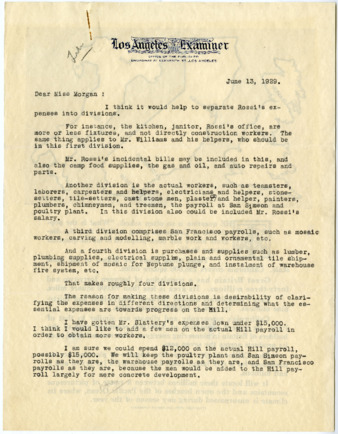 File
Los Angeles Examiner
OFFICE OF THE PUBLISHER
BROADWAY AT ELEVENTH ST. LOS ANGELES
June 13, 1929.
Dear Miss Morgan :
I think it would help to separate Rossi's ex-
penses into divisions.
For instance, the kitchen, janitor, Rossi's office, are
more or less fixtures, and not directly construction workers. The
same thing applies to Mr. Williams and his helpers, who should be
in this first division.
Mr. Rossi's incidental bills may be included in this, and
also the camp food supplies, the gas and oil, and auto repairs and
parts.
Another division is the actual workers, such as teamsters,
laborers, carpenters and helpers, electricians and helpers, stone-
setters, tile-setters, cast stone men, plasterer and helper, painters,
plumbers, chinesymen, and treemen, the payroll at San Simeon and
poultry plant. In this division also could be included Mr. Rossi's
salary.
A third division comprises San Francisco payrolls, such as mosaic
workers, carving and modelling, marble work and workers, etc.
And a fourth division is purchases and supplies such as lumber,
plumbing supplies, electrical supplies, plain and ornamental tile ship-
ment, shipment of mosaic for Neptune plunge, and instalment of warehouse
fire system, etc.
That makes roughly four divisions.
The reason for making these divisions is desirability of clari-
fying the expenses in different directions and determining what the es-
sential expenses are towards progress on the Hill.
I have gotten Mr. Slattery's expenses down under $15,000.
I think I would like to add a few men on the actual Hill payroll in
order to obtain more workers.
I am sure we could spend $12,000 on the actual Hill payroll,
possibly $15,000. We will keep the poultry plant and San Simeon pay-
rolls as they are, the warehouse payrolls as they are, and San Francisco
payrolls as they are, because the men would be added to the Hill pay-
roll largely for more concrete development.